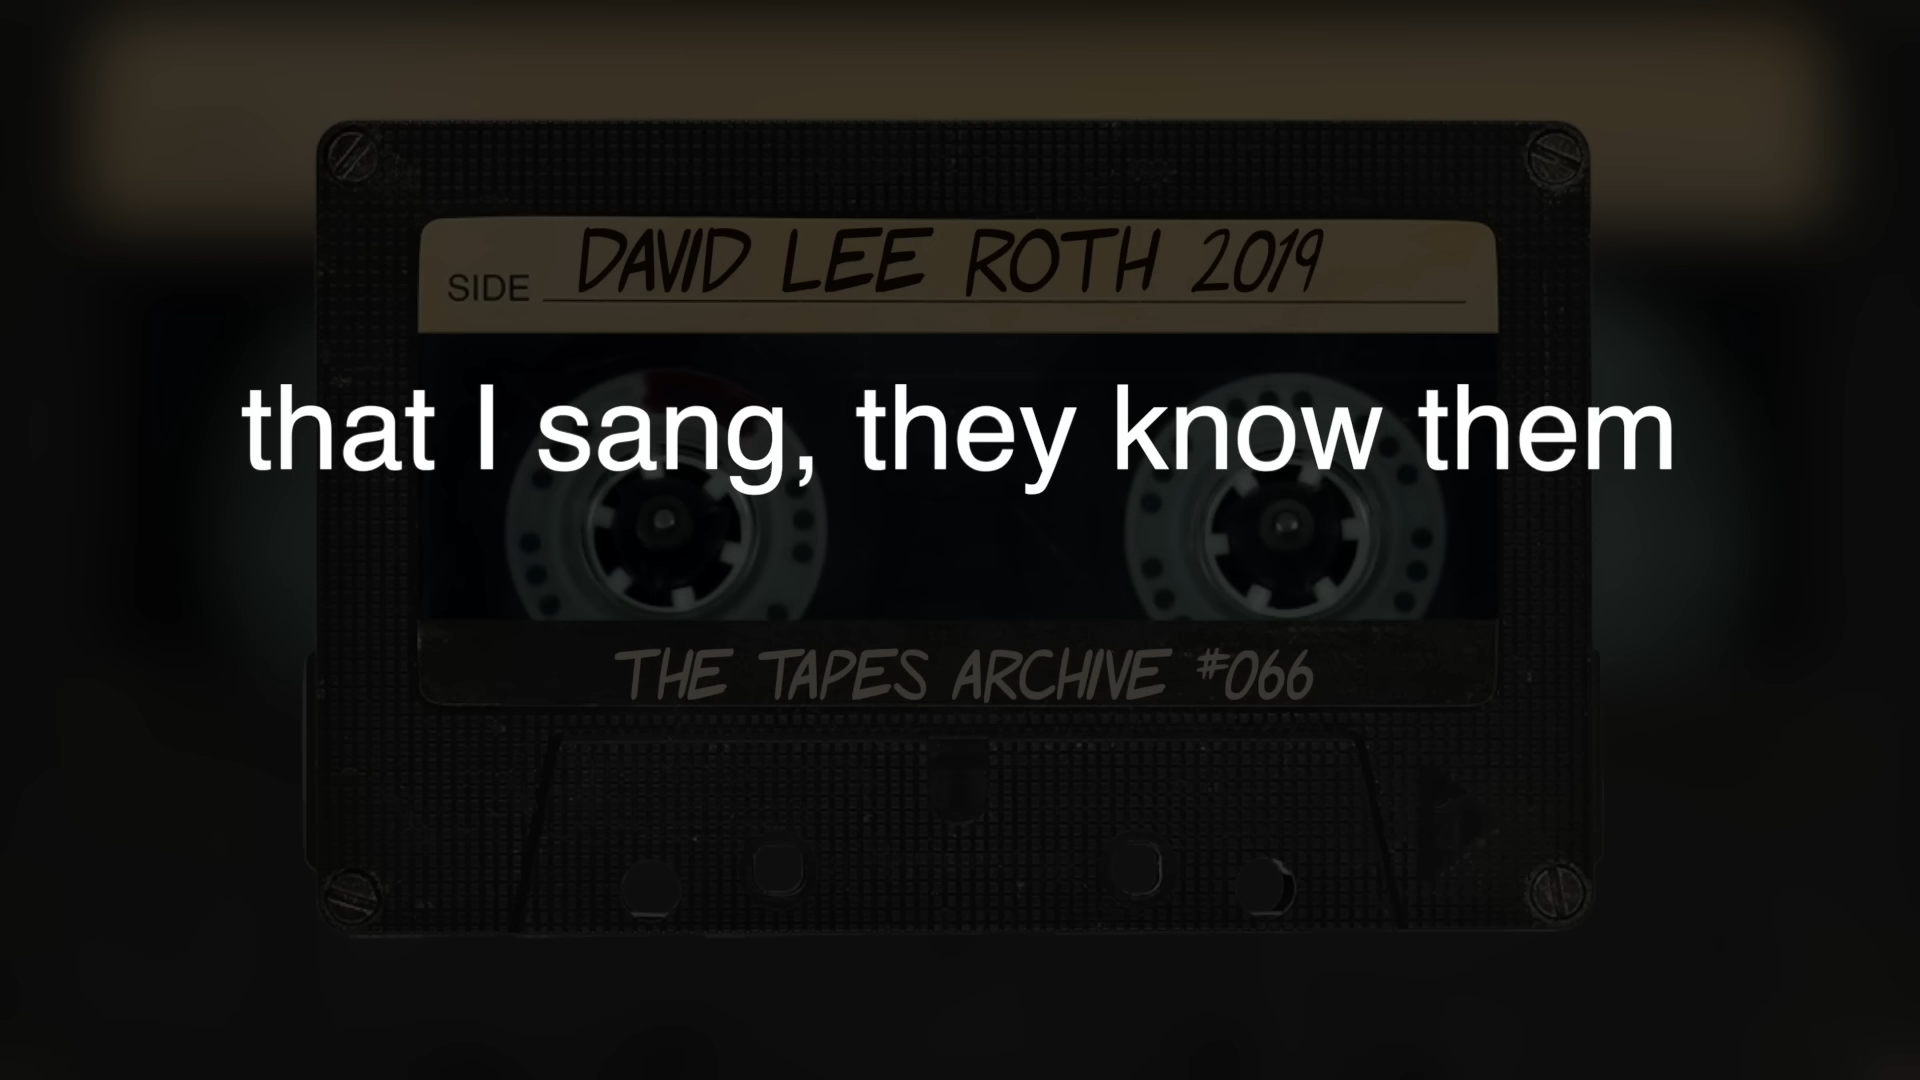 DAVID LEE ROTH 2019
SIDE
that I sang, they know them
THE TAPES ARCHIVE #066